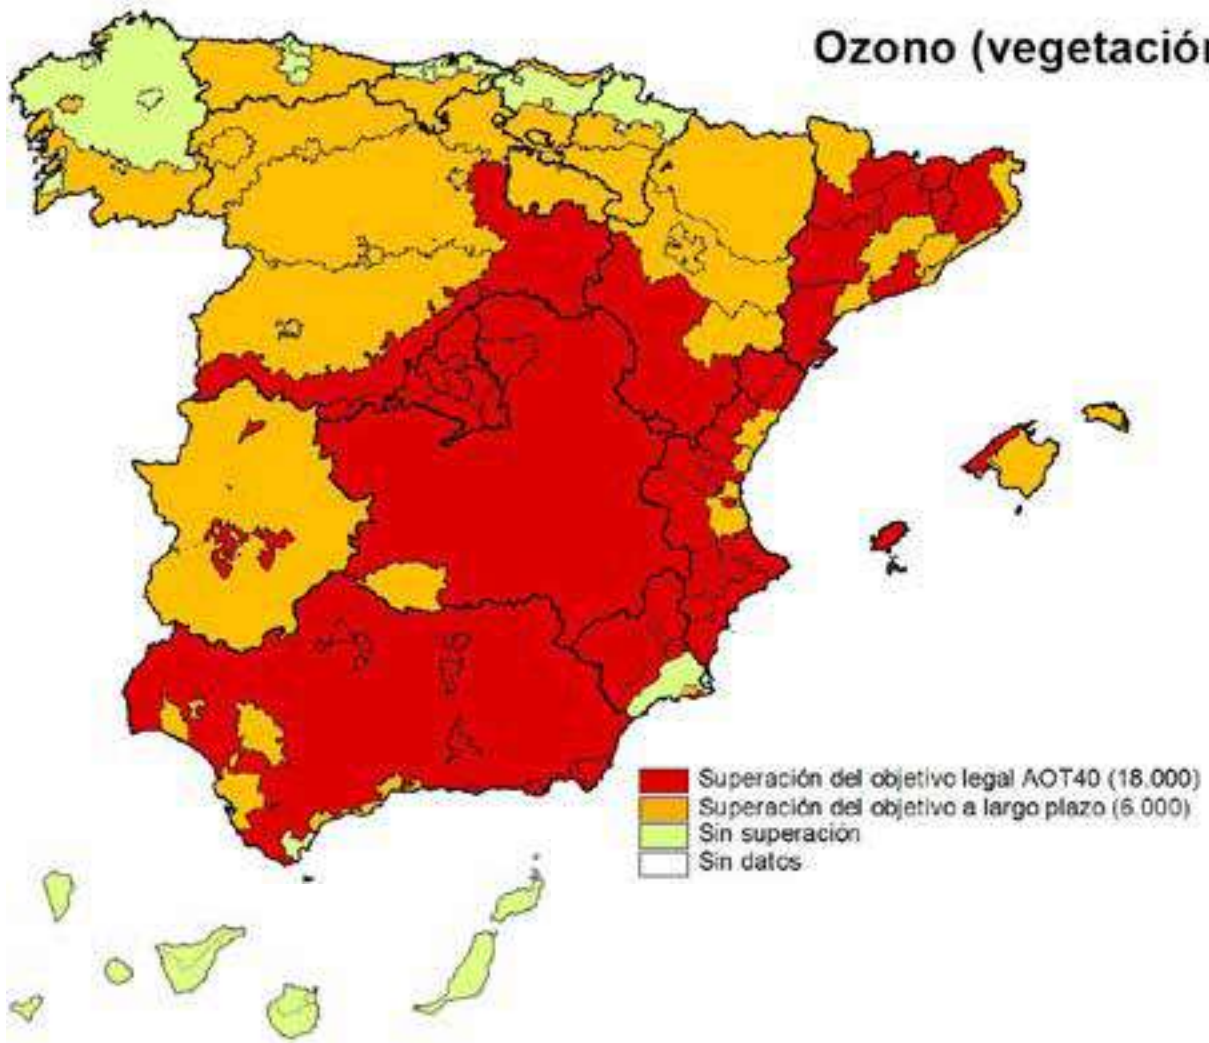 Ozono (vegetación
Superación del objetivo legal AOT40 (18.000)
Superación del objetivo a largo plazo (6.000)
Sin superación
Sin datos